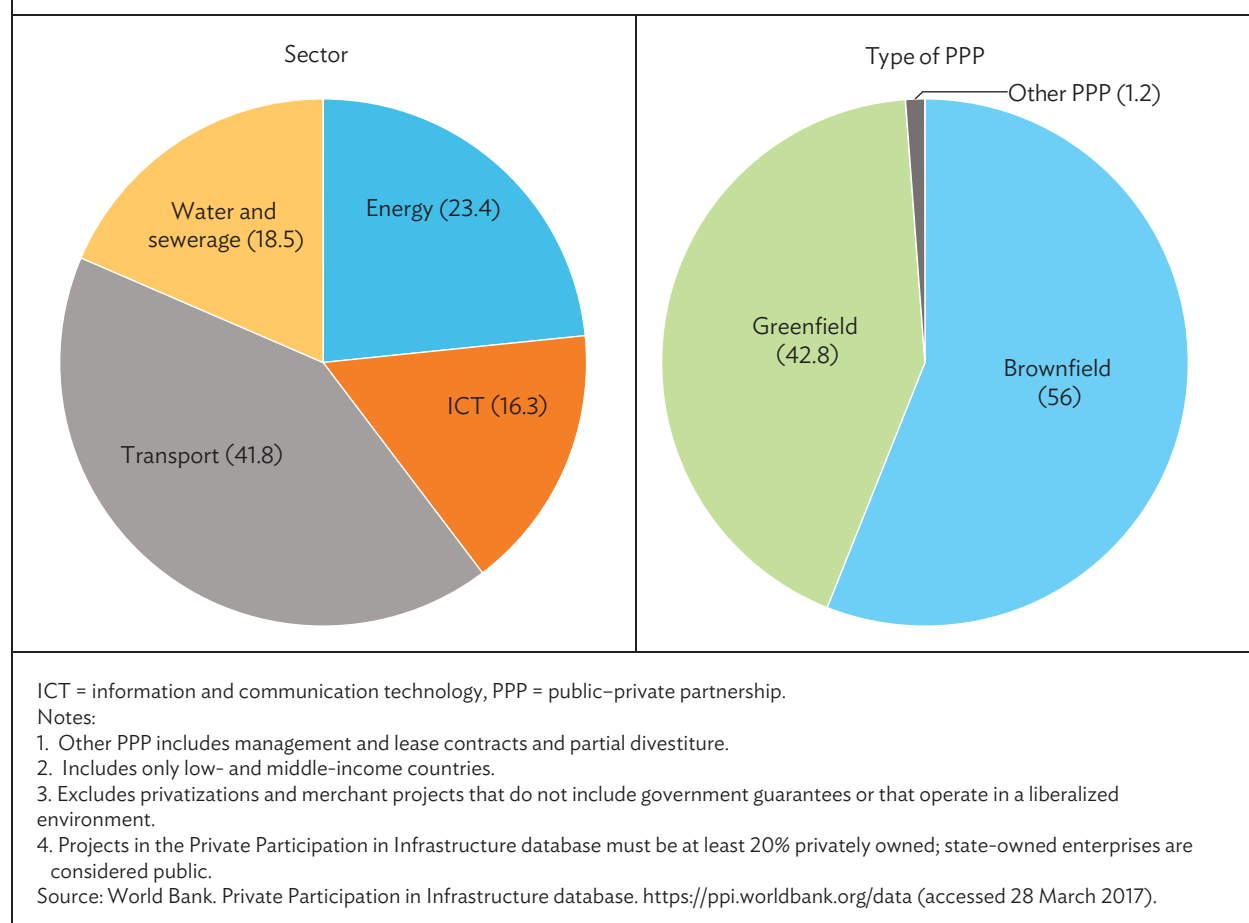 Sector
Water and
sewerage (18.5)
Energy (23.4)
ICT (16.3)
Transport (41.8)
Type of PPP
Other PPP (1.2)
Greenfield
(42.8)
Brownfield
(56)
ICT = information and communication technology, PPP = public–private partnership.
Notes:
1. Other PPP includes management and lease contracts and partial divestiture.
2. Includes only low- and middle-income countries.
3. Excludes privatizations and merchant projects that do not include government guarantees or that operate in a liberalized
environment.
4. Projects in the Private Participation in Infrastructure database must be at least 20% privately owned; state-owned enterprises are
considered public.
Source: World Bank. Private Participation in Infrastructure database. https://ppi.worldbank.org/data (accessed 28 March 2017).